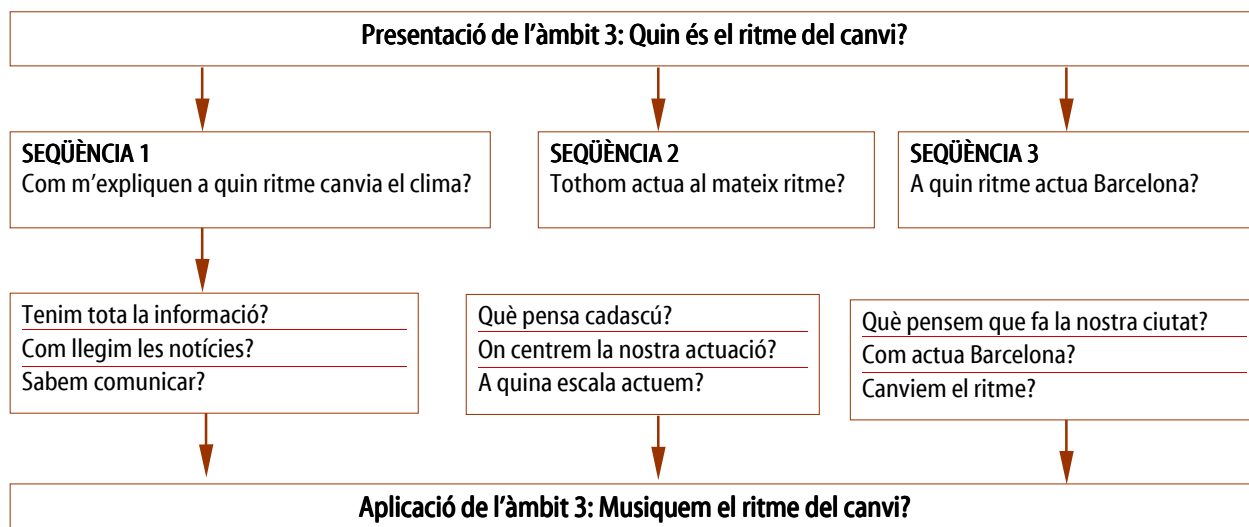 Presentació de l’àmbit 3: Quin és el ritme del canvi?
SEQÜÈNCIA 1
Com m’expliquen a quin ritme canvia el clima?
SEQÜÈNCIA 2
Tothom actua al mateix ritme?
SEQÜÈNCIA 3
A quin ritme actua Barcelona?
Tenim tota la informació?
Com llegim les notícies?
Sabem comunicar?
Què pensa cadascú?
On centrem la nostra actuació?
A quina escala actuem?
Què pensem que fa la nostra ciutat?
Com actua Barcelona?
Canviem el ritme?
Aplicació de l’àmbit 3: Musiquem el ritme del canvi?